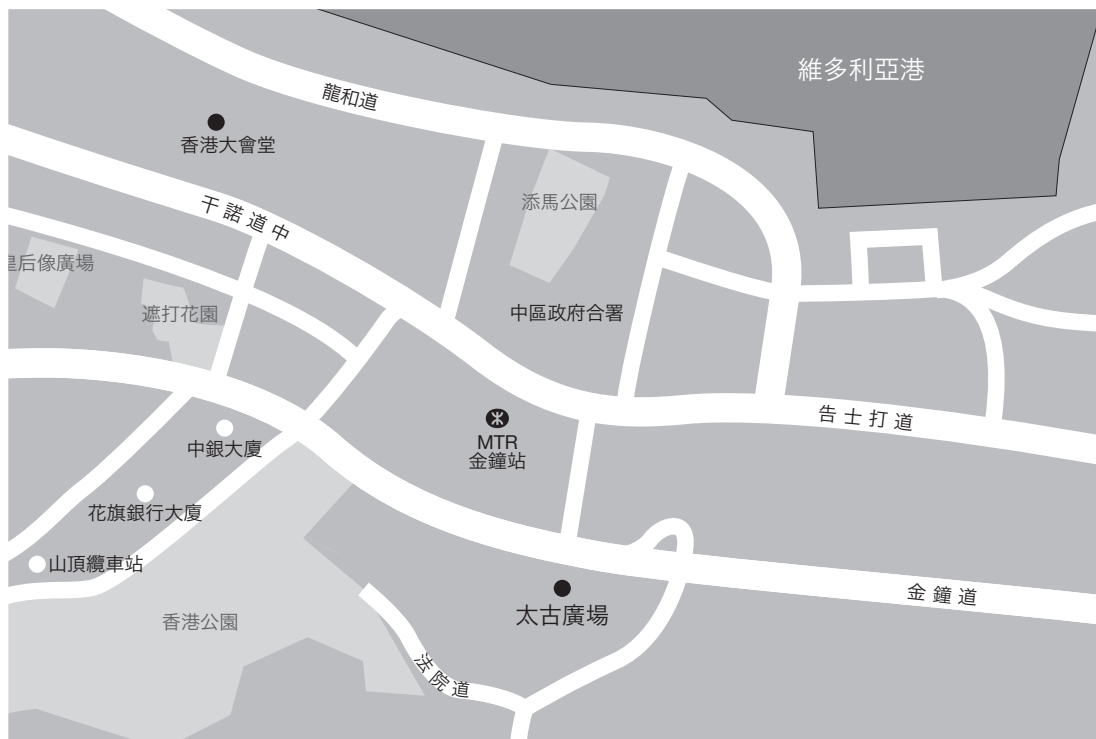 維多利亞港
龍和道
香港大會堂
添馬公園
干諾道中
皇后像廣場
遮打花園
中區政府合署
告士打道
MTR
金鐘站
中銀大廈
花旗銀行大廈
山頂纜車站
太古廣場
金鐘道
香港公園
法院道